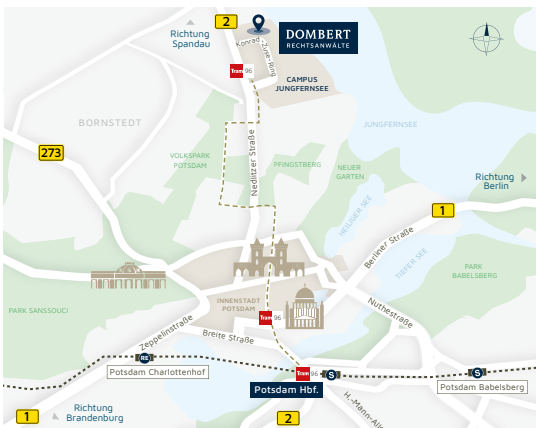 2
Richtung
Spandau
DOMBERT
RECHTSANWÄLTE
Konrad
-Zuse-Ring
Tram 96
CAMPUS
JUNGFERNSEE
BORNSTEDT
JUNGFERNSEE
273
Nedlitzer Straße
VOLKSPARK
POTSDAM
PFINGSTBERG
NEUER
GARTEN
Richtung
Berlin
1
HEILIGER SEE
Berliner Straße
TIEFER SEE
PARK
BABELSBERG
INNENSTADT
POTSDAM
PARK SANSSOUCI
Tram 96
Nuthestraße
Zeppelinstraße
Breite Straße
RE
Potsdam Charlottenhof
Tram 96
S
S
Potsdam Hbf.
Potsdam Babelsberg
1
Richtung
Brandenburg
2
H.-Mann-Alle